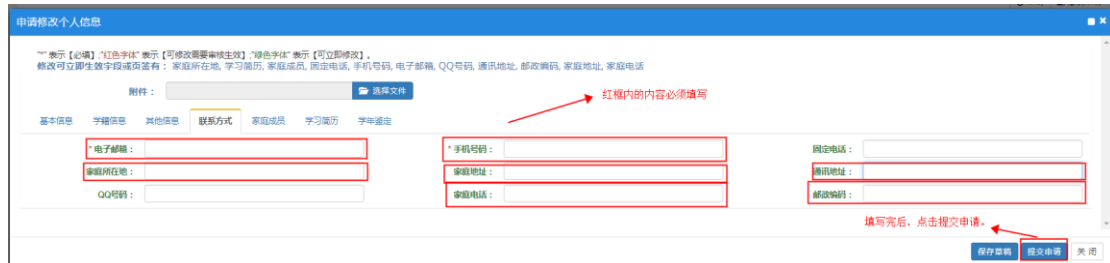 申请修改个人信息
"*" 表示【必填】;"红色字体" 表示【可修改需要审核生效】;"绿色字体" 表示【可立即修改】。
修改可立即生效字段或页签有：家庭所在地, 学习简历, 家庭成员, 固定电话, 手机号码, 电子邮箱, QQ号码, 通讯地址, 邮政编码, 家庭地址, 家庭电话
附件： 选择文件
红框内的内容必须填写
基本信息 学籍信息 其他信息 联系方式 家庭成员 学习简历 学年鉴定
* 电子邮箱： * 手机号码： 固定电话：
家庭所在地： 家庭地址： 通讯地址：
QQ号码： 家庭电话： 邮政编码：
填写完后，点击提交申请。
保存草稿 提交申请 关 闭